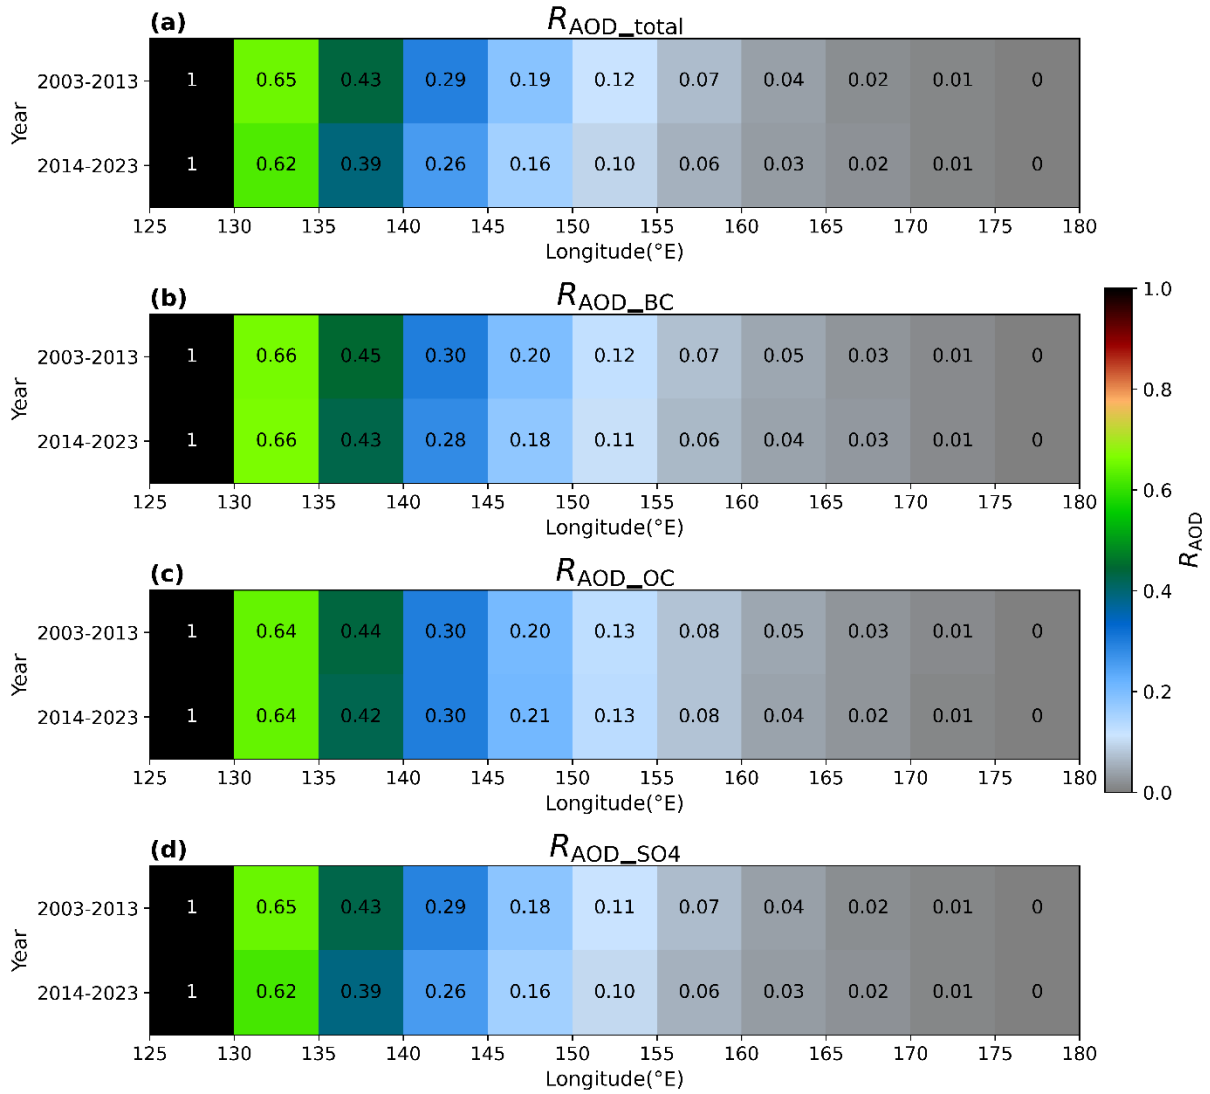 (a) R AOD_total
2003-2013 1 0.65 0.43 0.29 0.19 0.12 0.07 0.04 0.02 0.01 0
Year
2014-2023 1 0.62 0.39 0.26 0.16 0.10 0.06 0.03 0.02 0.01 0
125 130 135 140 145 150 155 160 165 170 175 180
Longitude(°E)
(b) R AOD_BC
2003-2013 1 0.66 0.45 0.30 0.20 0.12 0.07 0.05 0.03 0.01 0
Year
2014-2023 1 0.66 0.43 0.28 0.18 0.11 0.06 0.04 0.03 0.01 0
125 130 135 140 145 150 155 160 165 170 175 180
Longitude(°E)
(c) R AOD_OC
2003-2013 1 0.64 0.44 0.30 0.20 0.13 0.08 0.05 0.03 0.01 0
Year
2014-2023 1 0.64 0.42 0.30 0.21 0.13 0.08 0.04 0.02 0.01 0
125 130 135 140 145 150 155 160 165 170 175 180
Longitude(°E)
(d) R AOD_SO4
2003-2013 1 0.65 0.43 0.29 0.18 0.11 0.07 0.04 0.02 0.01 0
Year
2014-2023 1 0.62 0.39 0.26 0.16 0.10 0.06 0.03 0.02 0.01 0
125 130 135 140 145 150 155 160 165 170 175 180
Longitude(°E)
1.0
0.8
0.6
0.4
0.2
0.0
R AOD